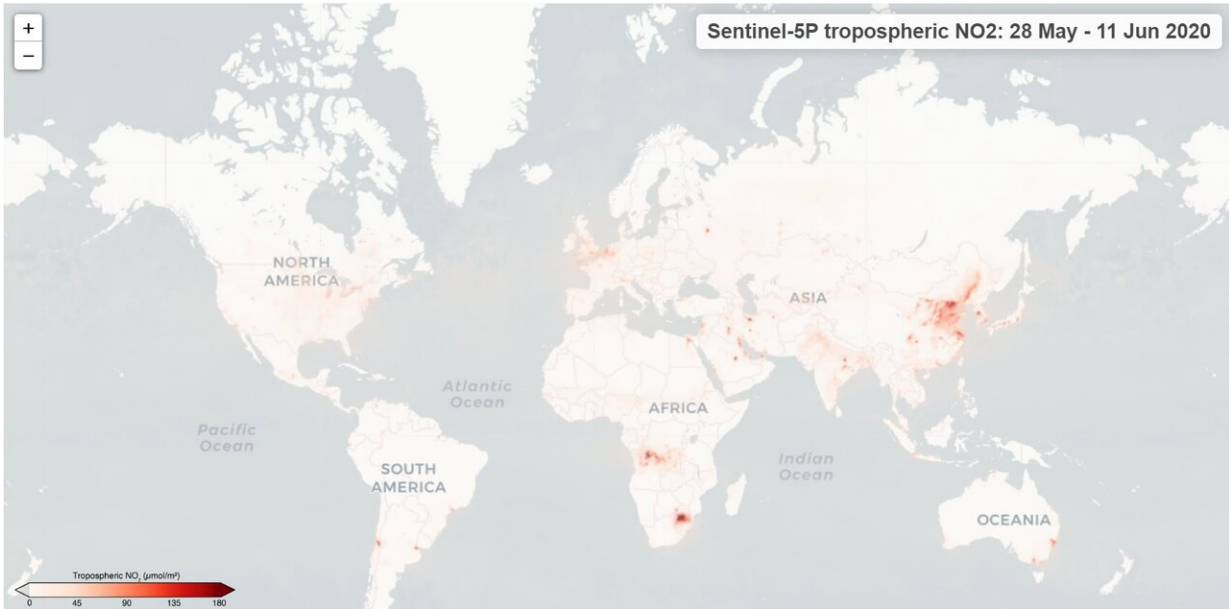 +
Sentinel-5P tropospheric NO2: 28 May - 11 Jun 2020
−
NORTH
AMERICA
ASIA
Atlantic
Ocean
AFRICA
Pacific
Ocean
Indian
Ocean
SOUTH
AMERICA
OCEANIA
Tropospheric NO₂ (μmol/m²)
0 45 90 135 180